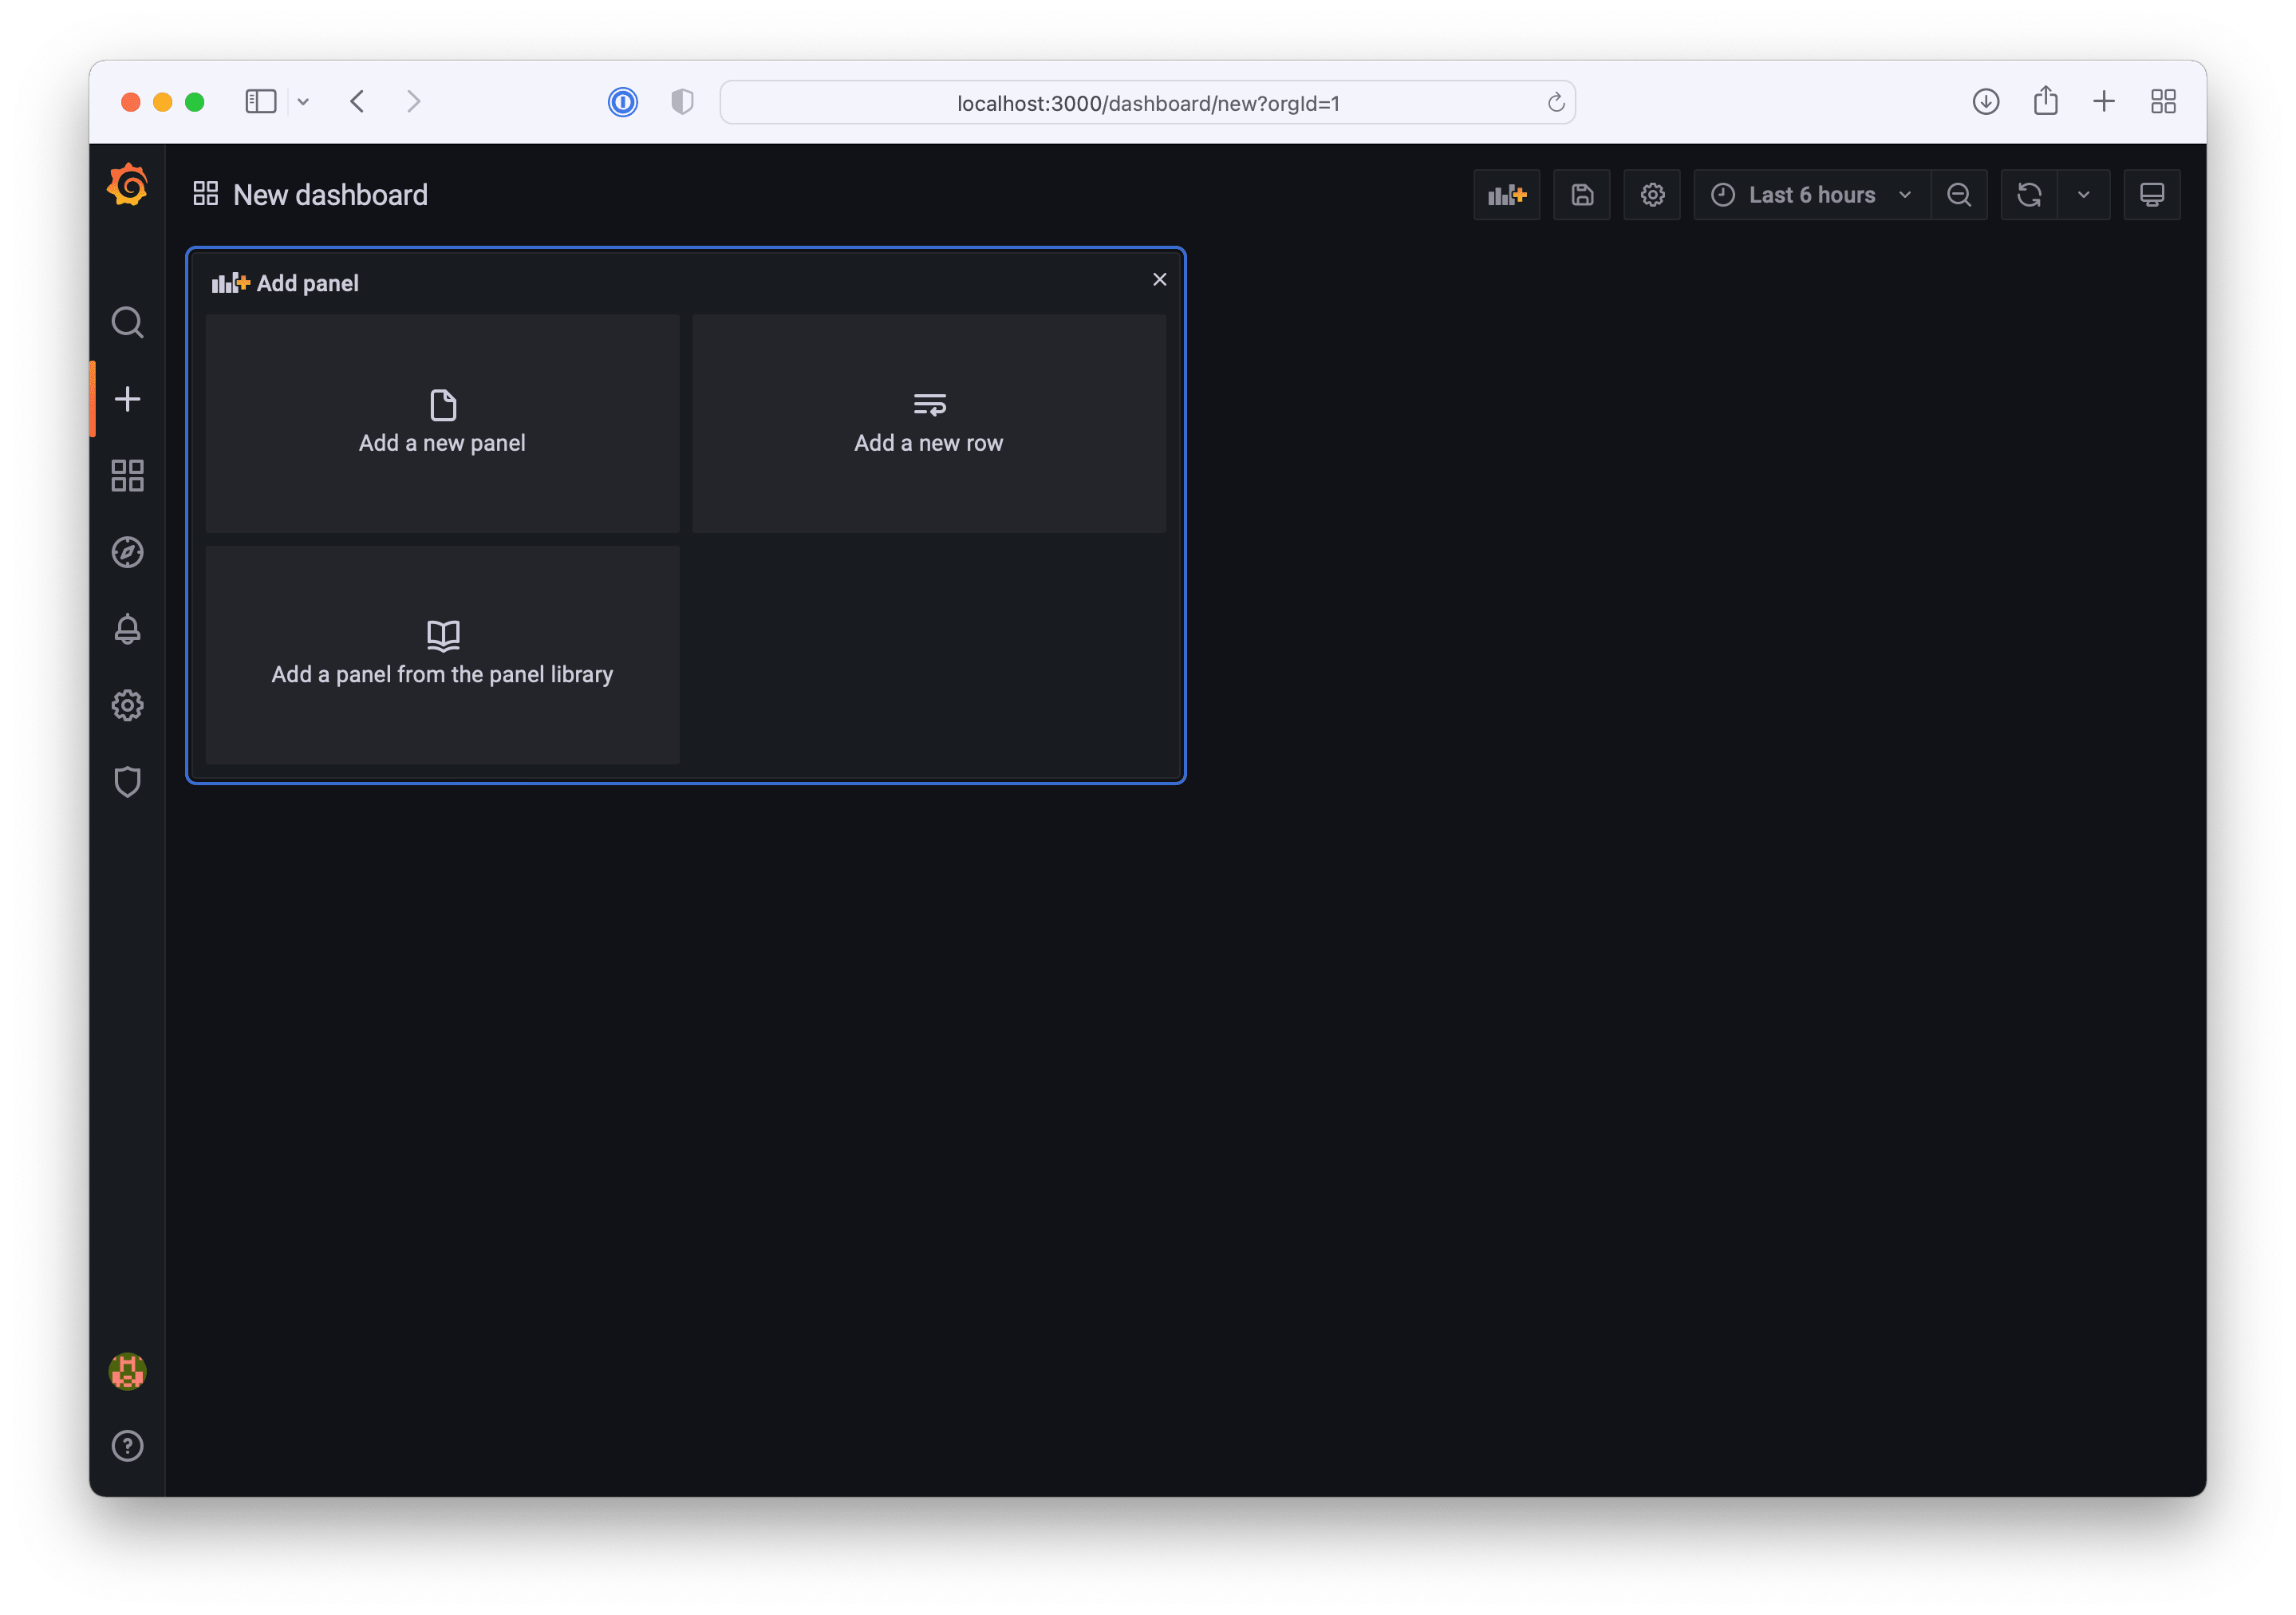 localhost:3000/dashboard/new?orgId=1
New dashboard
Last 6 hours
Add panel
Add a new panel
Add a new row
Add a panel from the panel library